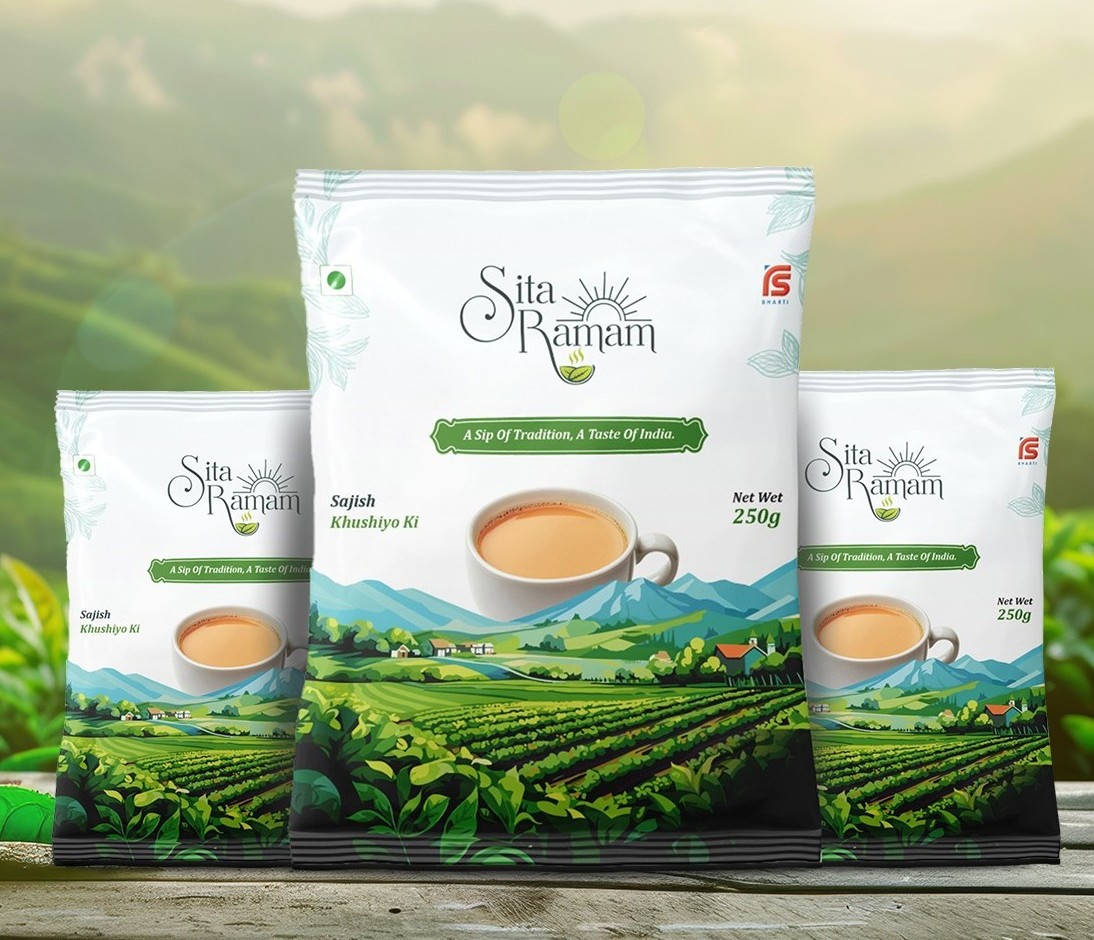 Sita
Ramam
RS
BHARTI
A Sip Of Tradition, A Taste Of India.
Sajish
Khushiyo Ki
Net Wet
250g
Sita
Ramam
A Sip Of Tradition, A Taste Of India
Sajish
Khushiyo Ki
Sita
Ramam
RS
BHARTI
A Sip Of Tradition, A Taste Of India.
Net Wet
250g